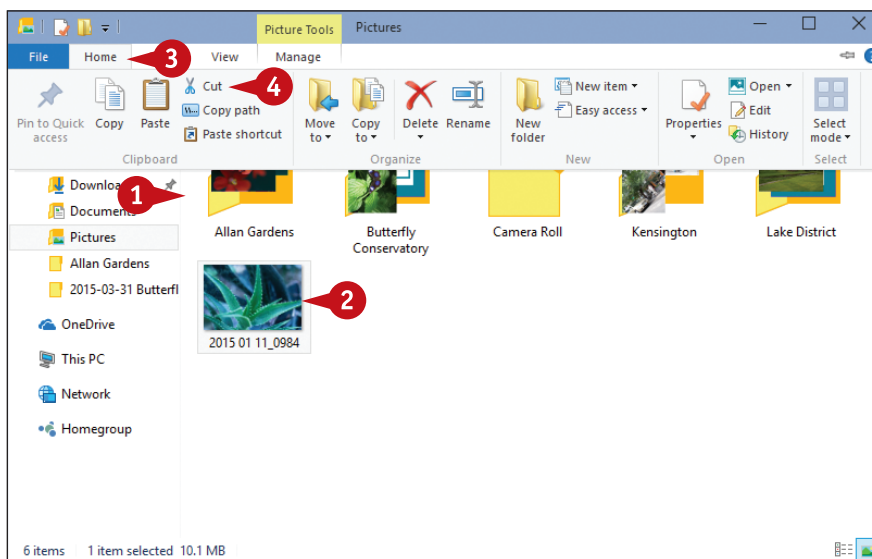 Picture Tools Pictures
File Home View Manage
3
4
Pin to Quick access
Copy
Paste
Cut
Copy path
Paste shortcut
Clipboard
Move to
Copy to
Delete
Rename
Organize
New folder
New item
Easy access
New
Properties
Open
Edit
History
Open
Select mode
Select
1
Documents
Pictures
Allan Gardens
2015-03-31 Butterfl
OneDrive
This PC
Network
Homegroup
Allan Gardens
Butterfly
Conservatory
Camera Roll
Kensington
Lake District
2
2015 01 11_0984
6 items 1 item selected 10.1 MB